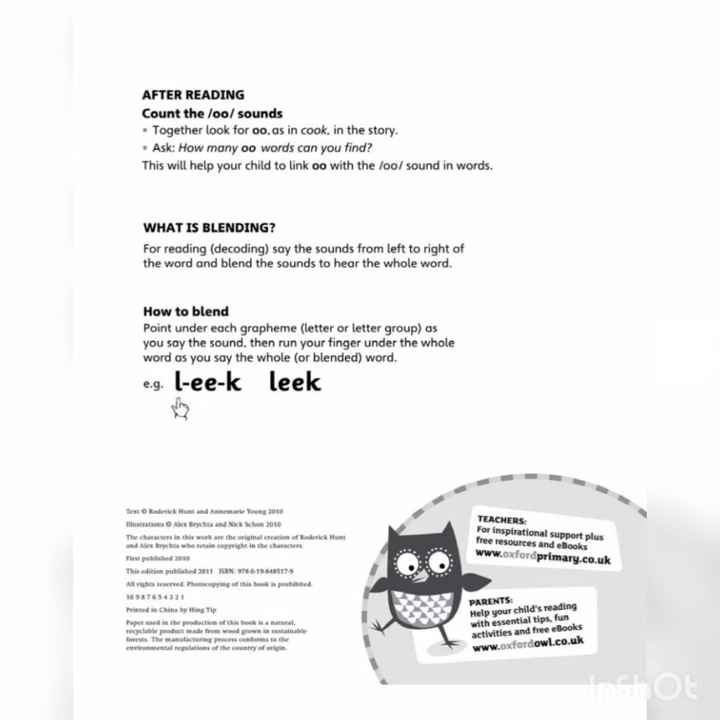 AFTER READING
Count the /oo/ sounds
• Together look for oo, as in cook, in the story.
• Ask: How many oo words can you find?
This will help your child to link oo with the /oo/ sound in words.
WHAT IS BLENDING?
For reading (decoding) say the sounds from left to right of
the word and blend the sounds to hear the whole word.
How to blend
Point under each grapheme (letter or letter group) as
you say the sound, then run your finger under the whole
word as you say the whole (or blended) word.
e.g. l-ee-k leek
Text © Roderick Hunt and Annemarie Young 2010
Illustrations © Alex Brychta and Nick Schon 2010
The characters in this work are the original creation of Roderick Hunt
and Alex Brychta who retain copyright in the characters.
First published 2010
This edition published 2011 ISBN: 978-0-19-848517-9
All rights reserved. Photocopying of this book is prohibited.
10 9 8 7 6 5 4 3 2 1
Printed in China by Hing Yip
Paper used in the production of this book is a natural,
recyclable product made from wood grown in sustainable
forests. The manufacturing process conforms to the
environmental regulations of the country of origin.
TEACHERS:
For inspirational support plus
free resources and eBooks
www.oxfordprimary.co.uk
PARENTS:
Help your child's reading
with essential tips, fun
activities and free eBooks
www.oxfordowl.co.uk
InShOt